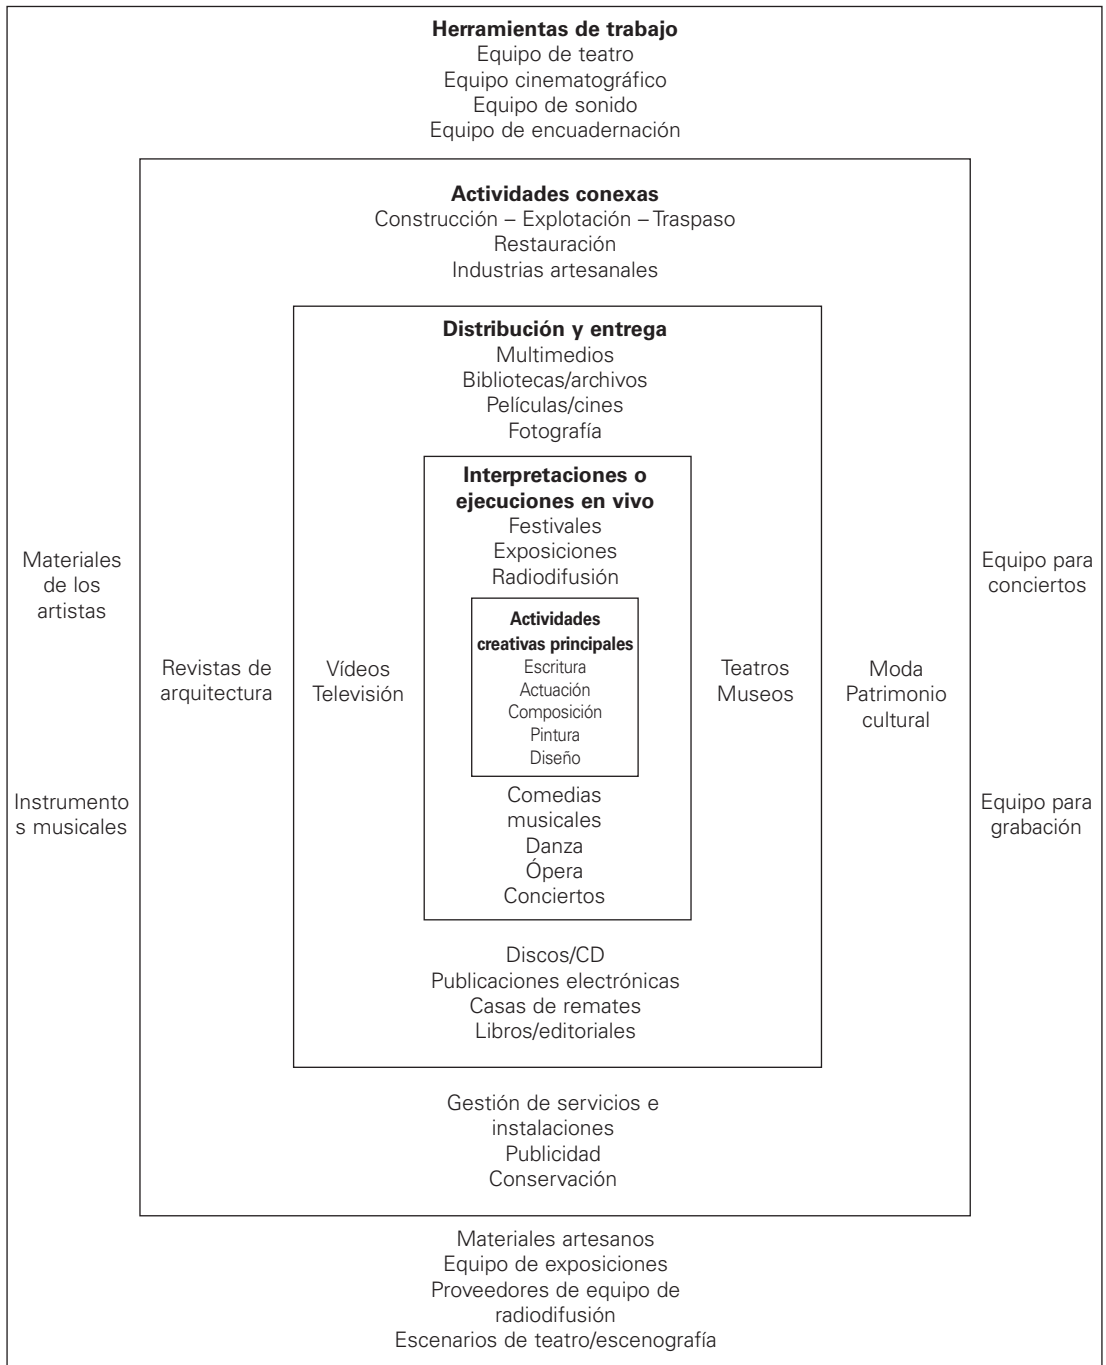 Herramientas de trabajo
Equipo de teatro
Equipo cinematográfico
Equipo de sonido
Equipo de encuadernación
Actividades conexas
Construcción – Explotación – Traspaso
Restauración
Industrias artesanales
Distribución y entrega
Multimedios
Bibliotecas/archivos
Películas/cines
Fotografía
Interpretaciones o
ejecuciones en vivo
Festivales
Exposiciones
Radiodifusión
Actividades
creativas principales
Escritura
Actuación
Composición
Pintura
Diseño
Comedias
musicales
Danza
Ópera
Conciertos
Materiales
de los
artistas
Instrumento
s musicales
Revistas de
arquitectura
Vídeos
Televisión
Teatros
Museos
Moda
Patrimonio
cultural
Equipo para
conciertos
Equipo para
grabación
Discos/CD
Publicaciones electrónicas
Casas de remates
Libros/editoriales
Gestión de servicios e
instalaciones
Publicidad
Conservación
Materiales artesanos
Equipo de exposiciones
Proveedores de equipo de
radiodifusión
Escenarios de teatro/escenografía